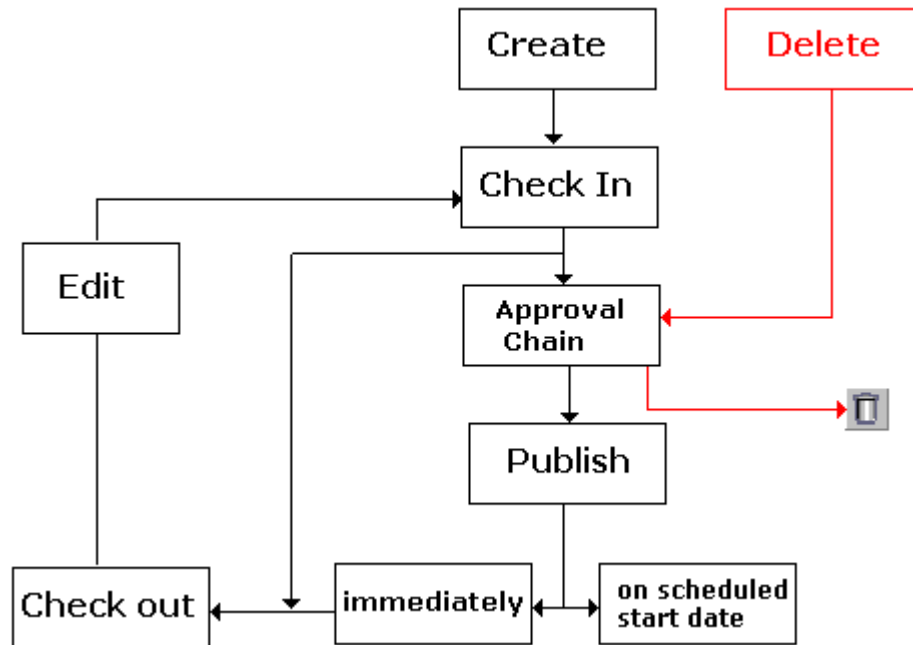 Create
Delete
Check In
Edit
Approval
Chain
Publish
Check out
immediately
on scheduled
start date